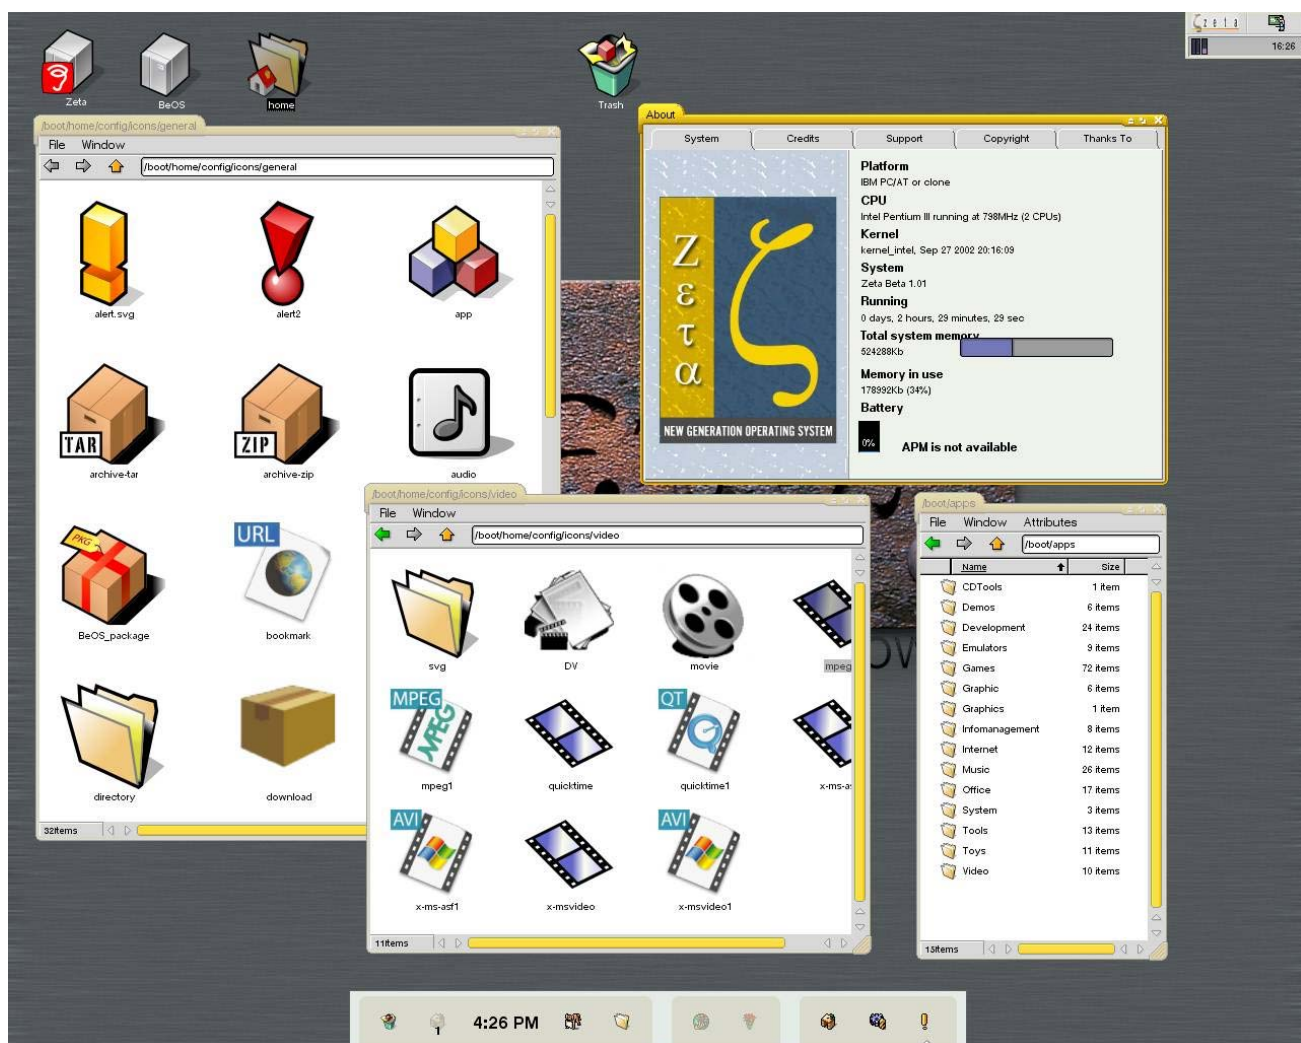 Zeta
BeOS
home
Trash
zeta
16:26
/boot/home/config/icons/general
File Window
/boot/home/config/icons/general
alert.svg
alert2
app
TAR
archive-tar
ZIP
archive-zip
audio
PKG
BeOS_package
URL
bookmark
directory
download
32items
About
System
Credits
Support
Copyright
Thanks To
Ζετα
NEW GENERATION OPERATING SYSTEM
Platform
IBM PC/AT or clone
CPU
Intel Pentium III running at 798MHz (2 CPUs)
Kernel
kernel_intel, Sep 27 2002 20:16:09
System
Zeta Beta 1.01
Running
0 days, 2 hours, 29 minutes, 29 sec
Total system memory
524288Kb
Memory in use
178992Kb (34%)
Battery
0%
APM is not available
/boot/home/config/icons/video
File Window
/boot/home/config/icons/video
svg
DV
movie
mpeg
MPEG
MPEG
mpeg1
quicktime
QT
quicktime1
x-ms-as
AVI
x-ms-asf1
x-msvideo
AVI
x-msvideo1
11items
/boot/apps
File Window Attributes
/boot/apps
Name Size
CDTools 1 item
Demos 6 items
Development 24 items
Emulators 9 items
Games 72 items
Graphic 6 items
Graphics 1 item
Infomanagement 8 items
Internet 12 items
Music 26 items
Office 17 items
System 3 items
Tools 13 items
Toys 11 items
Video 10 items
15items
1
4:26 PM